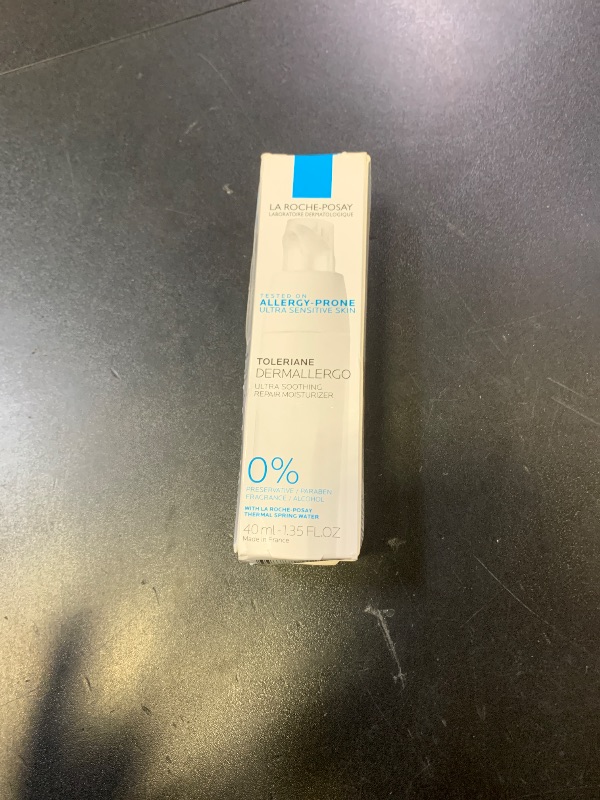 LA ROCHE-POSAY
LABORATOIRE DERMATOLOGIQUE
TESTED ON
ALLERGY-PRONE
ULTRA SENSITIVE SKIN
TOLERIANE
DERMALLERGO
ULTRA SOOTHING
REPAIR MOISTURIZER
0%
PRESERVATIVE / PARABEN
FRAGRANCE / ALCOHOL
WITH LA ROCHE-POSAY
THERMAL SPRING WATER
40 ml - 1.35 FL.OZ
Made in France